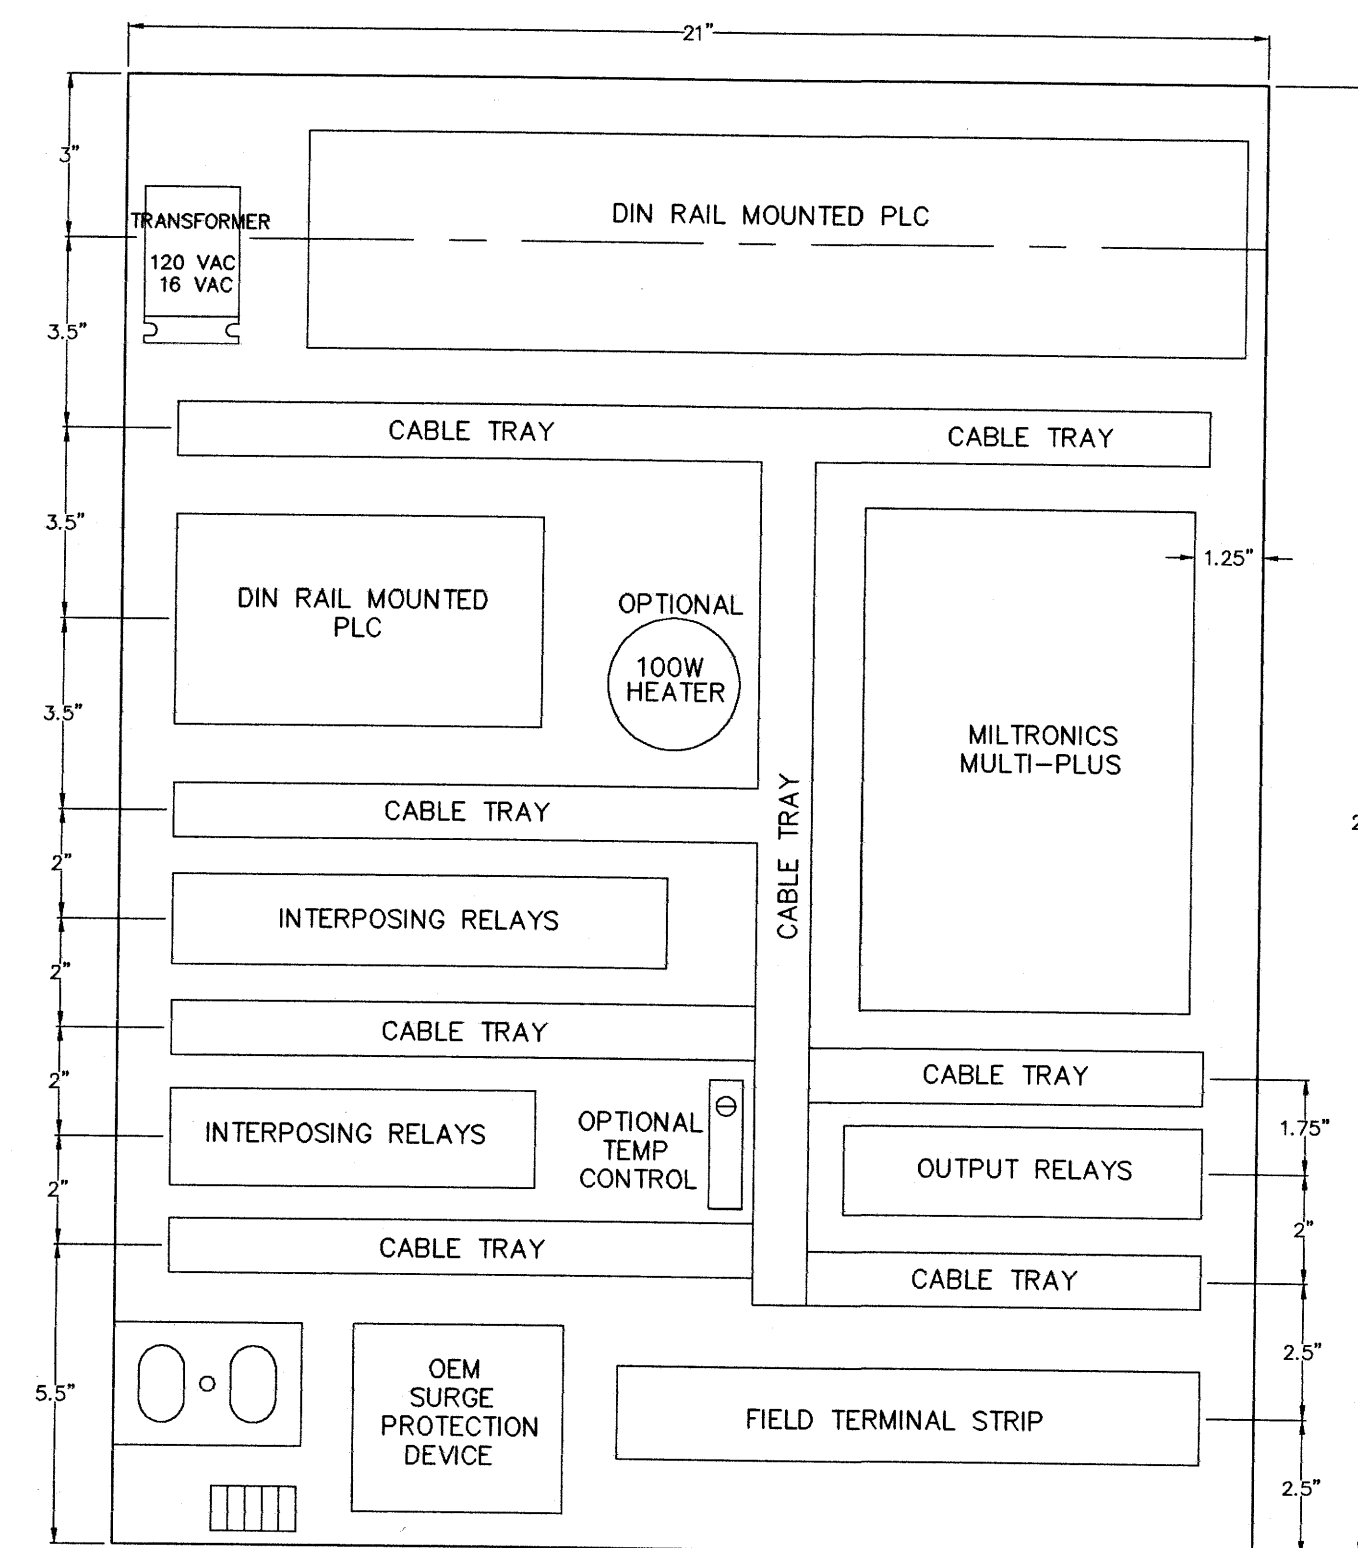 21"
3"
TRANSFORMER
120 VAC
16 VAC
DIN RAIL MOUNTED PLC
3.5"
CABLE TRAY
CABLE TRAY
3.5"
DIN RAIL MOUNTED
PLC
OPTIONAL
100W
HEATER
1.25"
3.5"
MILTRONICS
MULTI-PLUS
CABLE TRAY
CABLE TRAY
2"
INTERPOSING RELAYS
2"
CABLE TRAY
CABLE TRAY
2"
INTERPOSING RELAYS
OPTIONAL
TEMP
CONTROL
1.75"
OUTPUT RELAYS
2"
2"
CABLE TRAY
CABLE TRAY
2.5"
5.5"
OEM
SURGE
PROTECTION
DEVICE
FIELD TERMINAL STRIP
2.5"